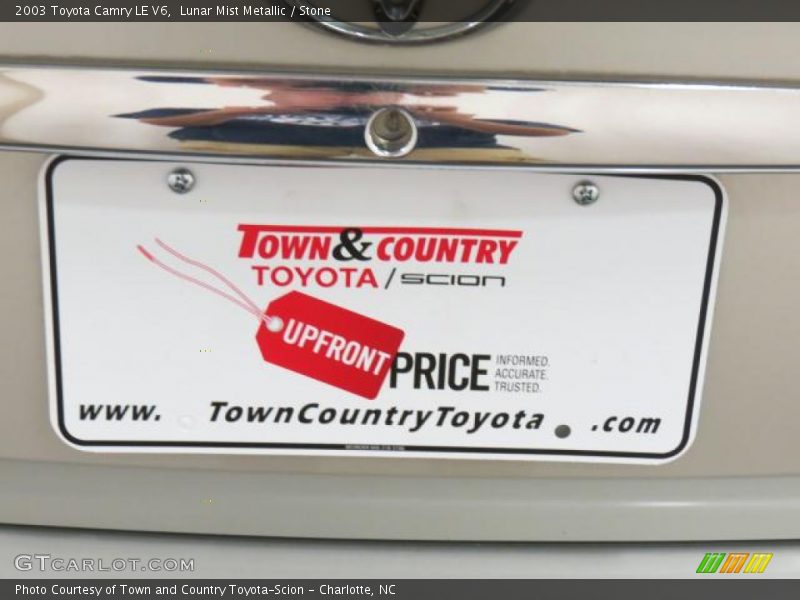 2003 Toyota Camry LE V6,  Lunar Mist Metallic / Stone
TOWN & COUNTRY
TOYOTA / SCION
UPFRONT PRICE
INFORMED.
ACCURATE.
TRUSTED.
www. TownCountryToyota .com
GTCARLOT.COM
Photo Courtesy of Town and Country Toyota-Scion - Charlotte, NC